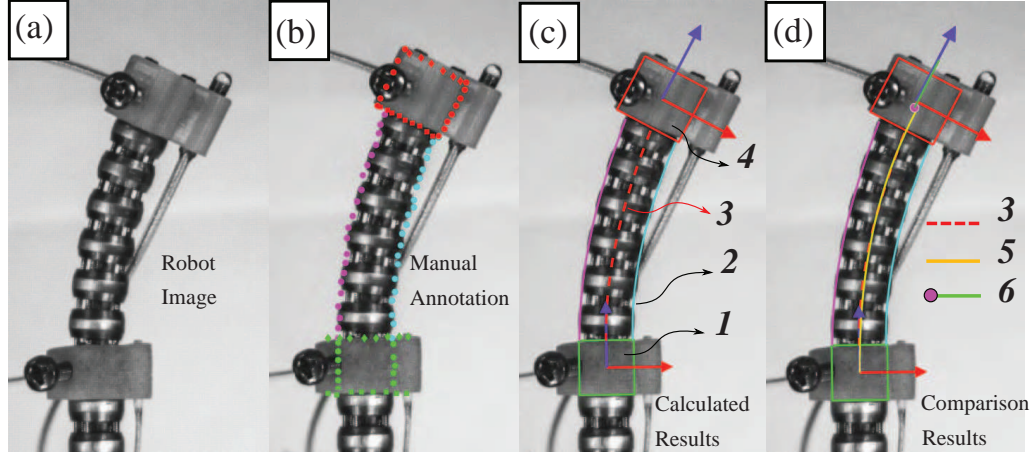 (a)
Robot
Image
(b)
Manual
Annotation
(c)
4
3
2
1
Calculated
Results
(d)
3
5
6
Comparison
Results